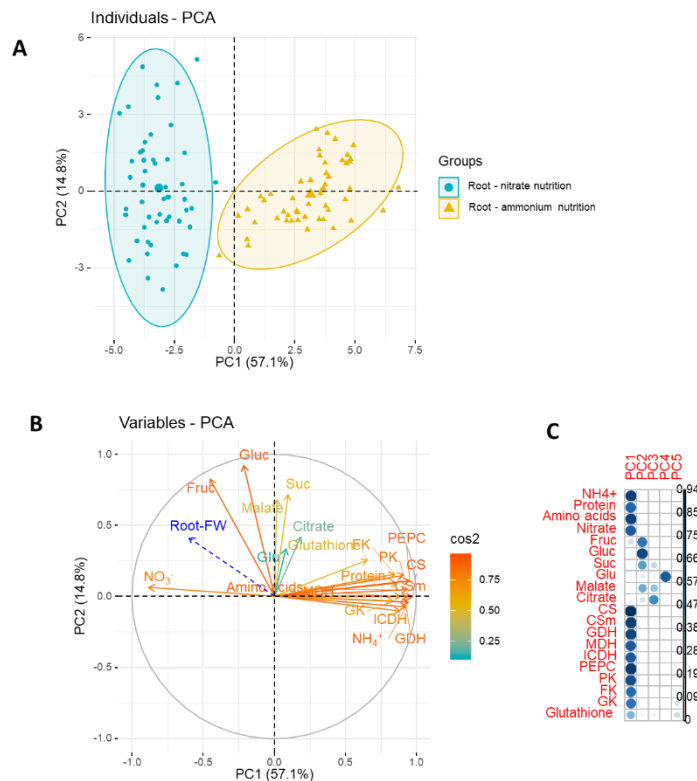 A
Individuals - PCA
6
3
0
-3
PC2 (14.8%)
-5.0
-2.5
0.0
2.5
5.0
7.5
PC1 (57.1%)
Groups
Root - nitrate nutrition
Root - ammonium nutrition
B
Variables - PCA
1.0
0.5
0.0
-0.5
-1.0
PC2 (14.8%)
Gluc
Fruc
Suc
Malate
Root-FW
Citrate
Glutathione
Glu
FK
PEPC
PK
CS
NO₃⁻
Protein
Amino acids
MDH
CSm
GK
ICDH
NH₄⁺
GDH
-1.0
-0.5
0.0
0.5
1.0
PC1 (57.1%)
cos2
0.75
0.50
0.25
C
PC1
PC2
PC3
PC4
PC5
NH4+
Protein
Amino acids
Nitrate
Fruc
Gluc
Suc
Glu
Malate
Citrate
CS
CSm
GDH
MDH
ICDH
PEPC
PK
FK
GK
Glutathione
0.94
0.85
0.75
0.66
0.57
0.47
0.38
0.28
0.19
0.09
0